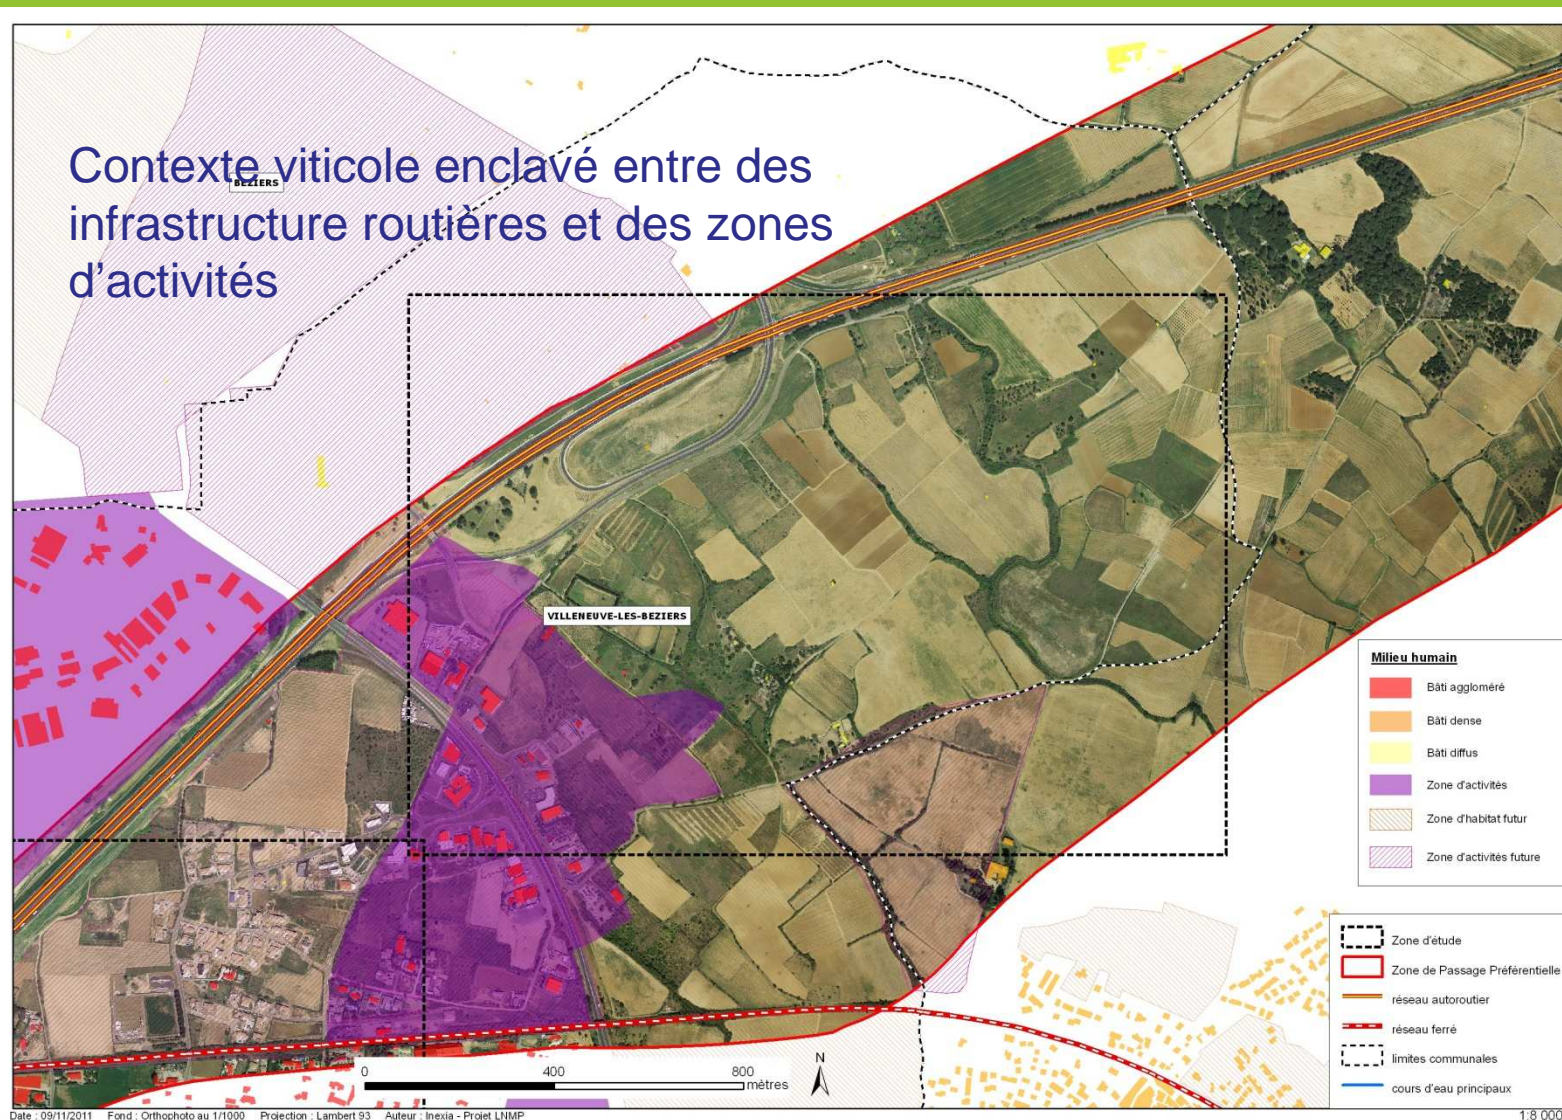 Contexte viticole enclavé entre des
infrastructure routières et des zones
d'activités
BEZIERS
VILLENEUVE-LES-BEZIERS
Milieu humain
Bâti aggloméré
Bâti dense
Bâti diffus
Zone d'activités
Zone d'habitat futur
Zone d'activités future
Zone d'étude
Zone de Passage Préférentielle
réseau autoroutier
réseau ferré
limites communales
cours d'eau principaux
N
0 400 800
mètres
Date : 09/11/2011 Fond : Orthophoto au 1/1000 Projection : Lambert 93 Auteur : Inexia - Projet LNMP
1:8 000